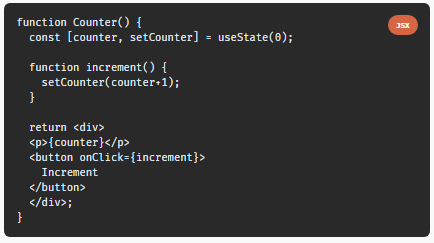 function Counter() {
JSX
  const [counter, setCounter] = useState(0);

  function increment() {
    setCounter(counter+1);
  }

  return <div>
  <p>{counter}</p>
  <button onClick={increment}>
    Increment
  </button>
  </div>;
}